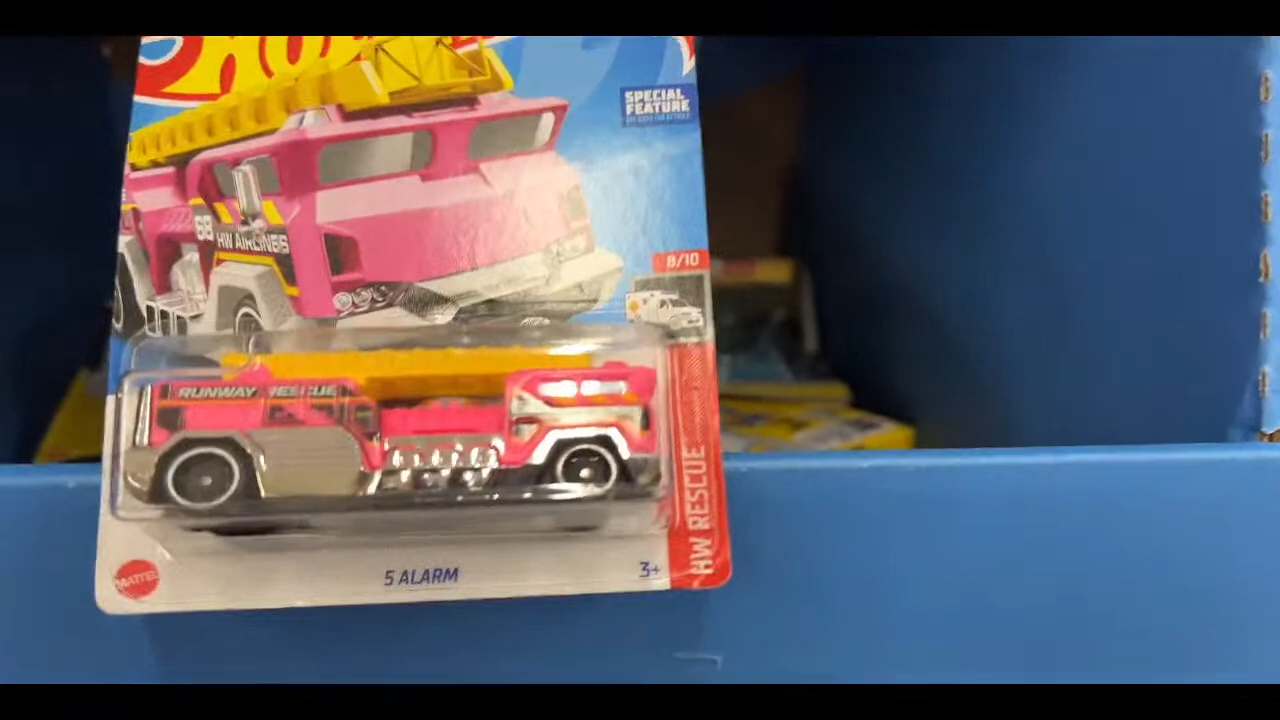 SPECIAL
FEATURE
68
HW AIRLINES
8/10
RUNWAY RESCUE
HW RESCUE
MATTEL
5 ALARM
3+